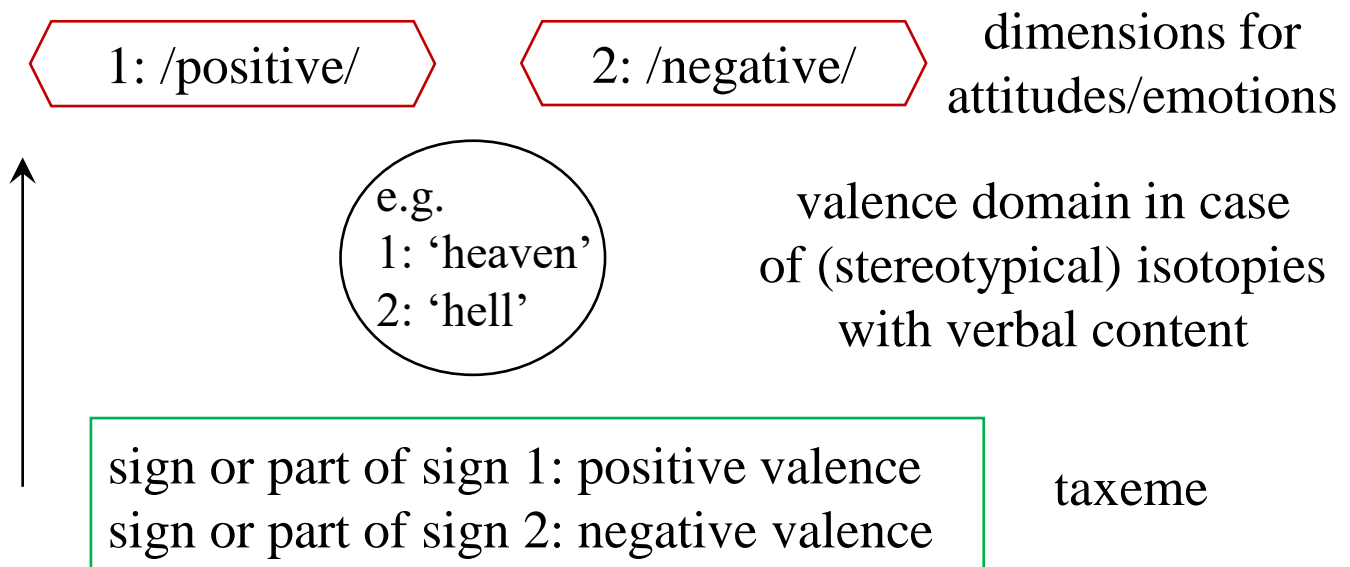 1: /positive/
2: /negative/
dimensions for
attitudes/emotions
e.g.
1: ‘heaven’
2: ‘hell’
valence domain in case
of (stereotypical) isotopies
with verbal content
sign or part of sign 1: positive valence
sign or part of sign 2: negative valence
taxeme